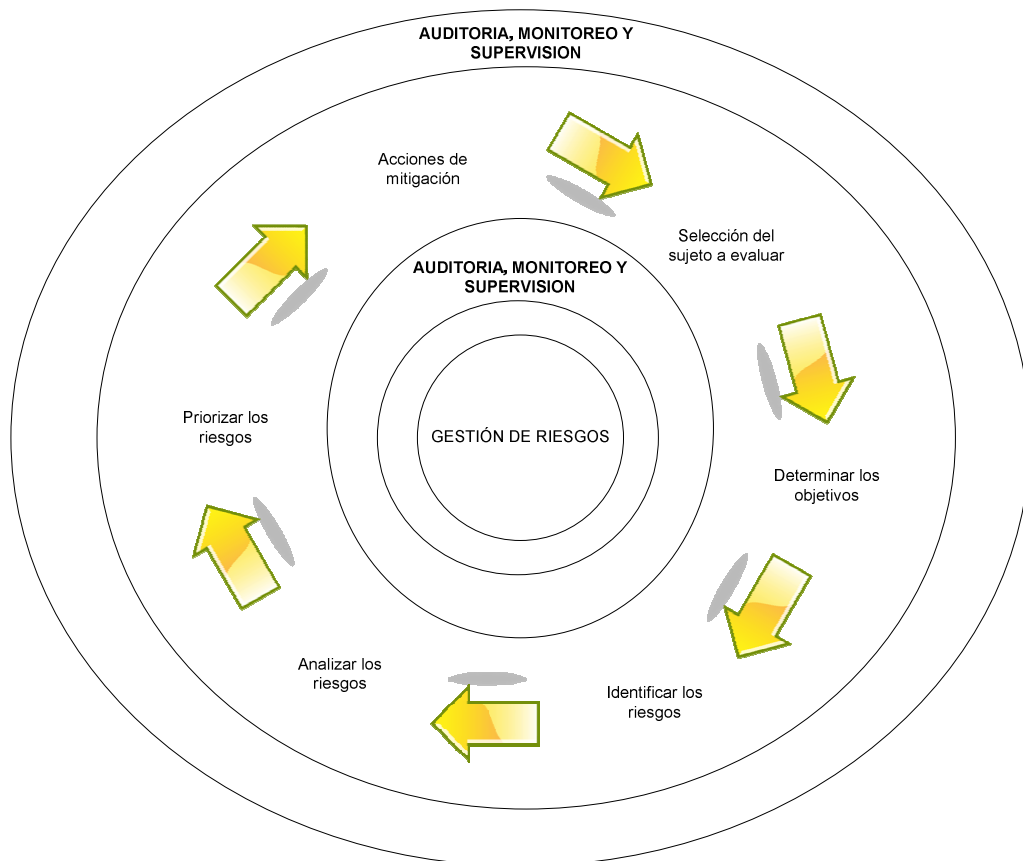 AUDITORIA, MONITOREO Y
SUPERVISION
Acciones de
mitigación
Selección del
sujeto a evaluar
AUDITORIA, MONITOREO Y
SUPERVISION
Priorizar los
riesgos
GESTIÓN DE RIESGOS
Determinar los
objetivos
Analizar los
riesgos
Identificar los
riesgos